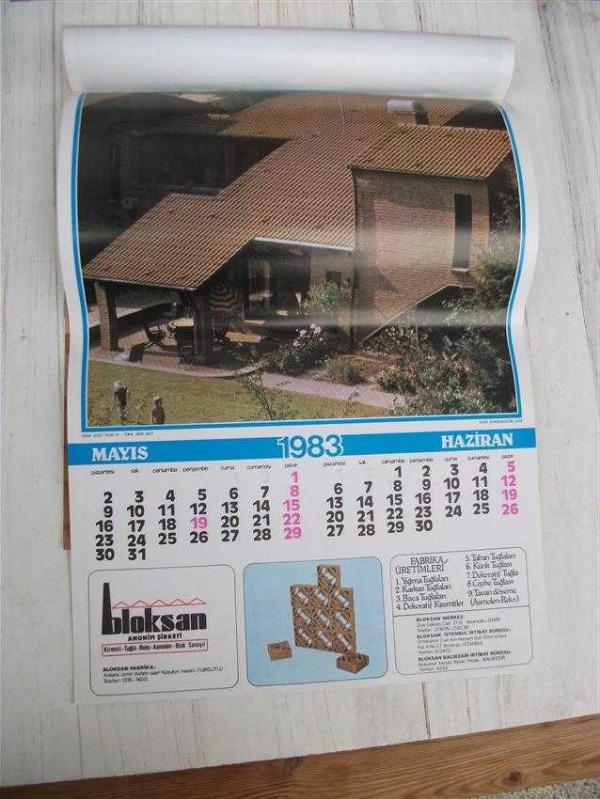 MAYIS 1983 HAZİRAN
pazartesi salı çarşamba perşembe cuma cumartesi pazar
1
2 3 4 5 6 7 8
9 10 11 12 13 14 15
16 17 18 19 20 21 22
23 24 25 26 27 28 29
30 31
pazartesi salı çarşamba perşembe cuma cumartesi pazar
1 2 3 4 5
6 7 8 9 10 11 12
13 14 15 16 17 18 19
20 21 22 23 24 25 26
27 28 29 30
bloksan
ANONİM ŞİRKETİ
Kiremit-Tuğla-Reks-Asmolen-Blok Sanayii
BLOKSAN FABRİKA:
FABRİKA
ÜRETİMLERİ
1. Yığma Tuğlaları
2. Karkas Tuğlaları
3. Baca Tuğlaları
4. Dekoratif Kiremitler
5. Taban Tuğlaları
6. Künk Tuğlası
7. Dekoratif Tuğla
8. Cephe Tuğlası
9. Tavan döşeme
(Asmolen-Reks)
BLOKSAN MERKEZ:
BLOKSAN İSTANBUL İRTİBAT BÜROSU:
BLOKSAN BALIKESİR İRTİBAT BÜROSU: